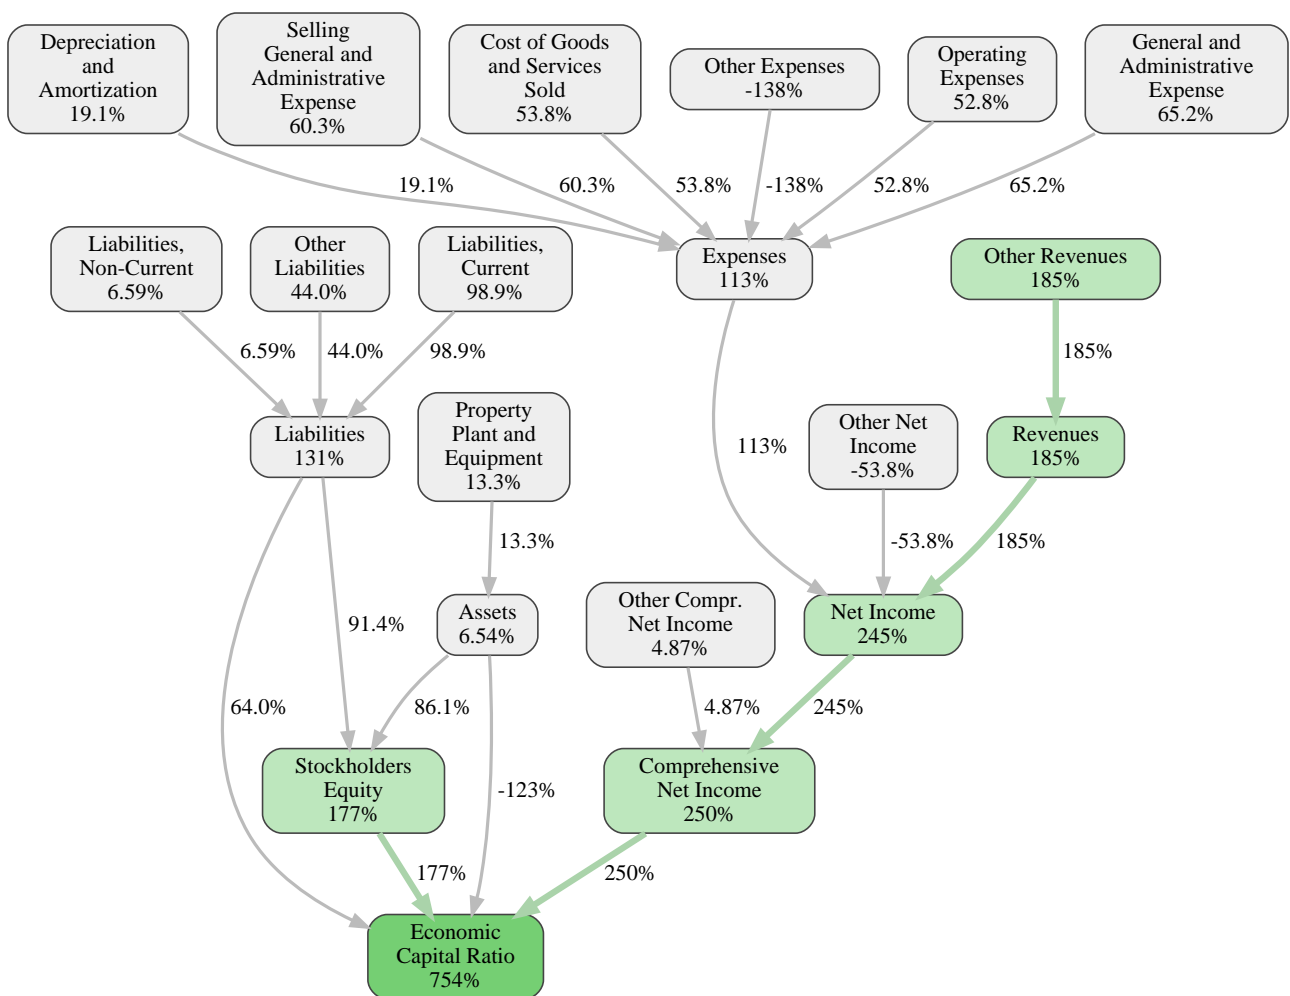 Depreciation
and
Amortization
19.1%
Selling
General and
Administrative
Expense
60.3%
Cost of Goods
and Services
Sold
53.8%
Other Expenses
-138%
Operating
Expenses
52.8%
General and
Administrative
Expense
65.2%
19.1%
60.3%
53.8%
-138%
52.8%
65.2%
Liabilities,
Non-Current
6.59%
Other
Liabilities
44.0%
Liabilities,
Current
98.9%
Expenses
113%
Other Revenues
185%
6.59%
44.0%
98.9%
185%
Liabilities
131%
Property
Plant and
Equipment
13.3%
113%
Other Net
Income
-53.8%
Revenues
185%
13.3%
-53.8%
185%
91.4%
Assets
6.54%
Other Compr.
Net Income
4.87%
Net Income
245%
64.0%
86.1%
4.87%
245%
Stockholders
Equity
177%
-123%
Comprehensive
Net Income
250%
177%
250%
Economic
Capital Ratio
754%